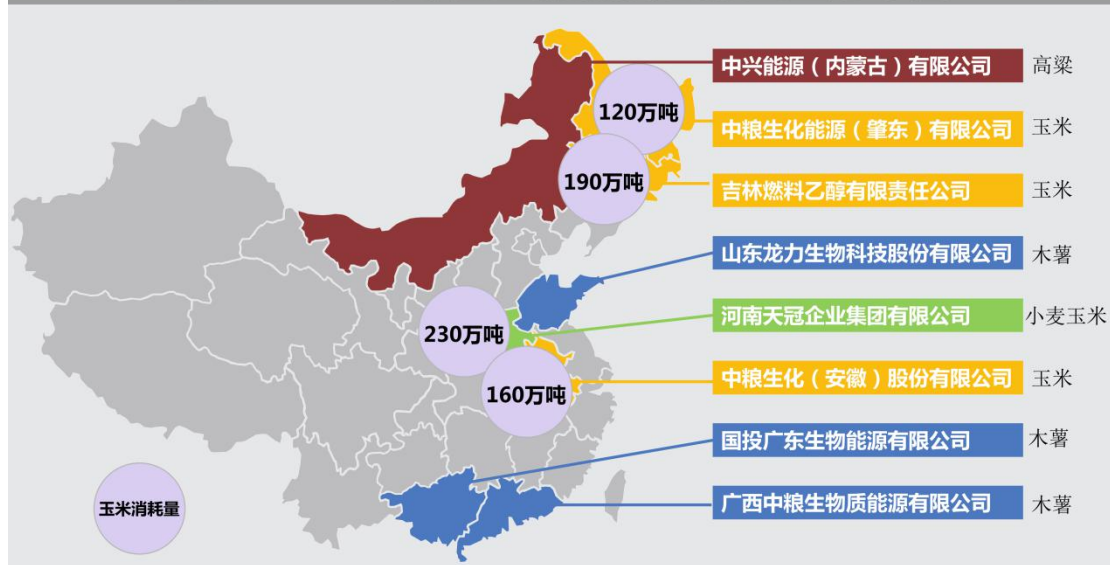 中兴能源（内蒙古）有限公司 高粱
120万吨
中粮生化能源（肇东）有限公司 玉米
190万吨
吉林燃料乙醇有限责任公司 玉米
山东龙力生物科技股份有限公司 木薯
河南天冠企业集团有限公司 小麦玉米
230万吨
中粮生化（安徽）股份有限公司 玉米
160万吨
国投广东生物能源有限公司 木薯
广西中粮生物质能源有限公司 木薯
玉米消耗量